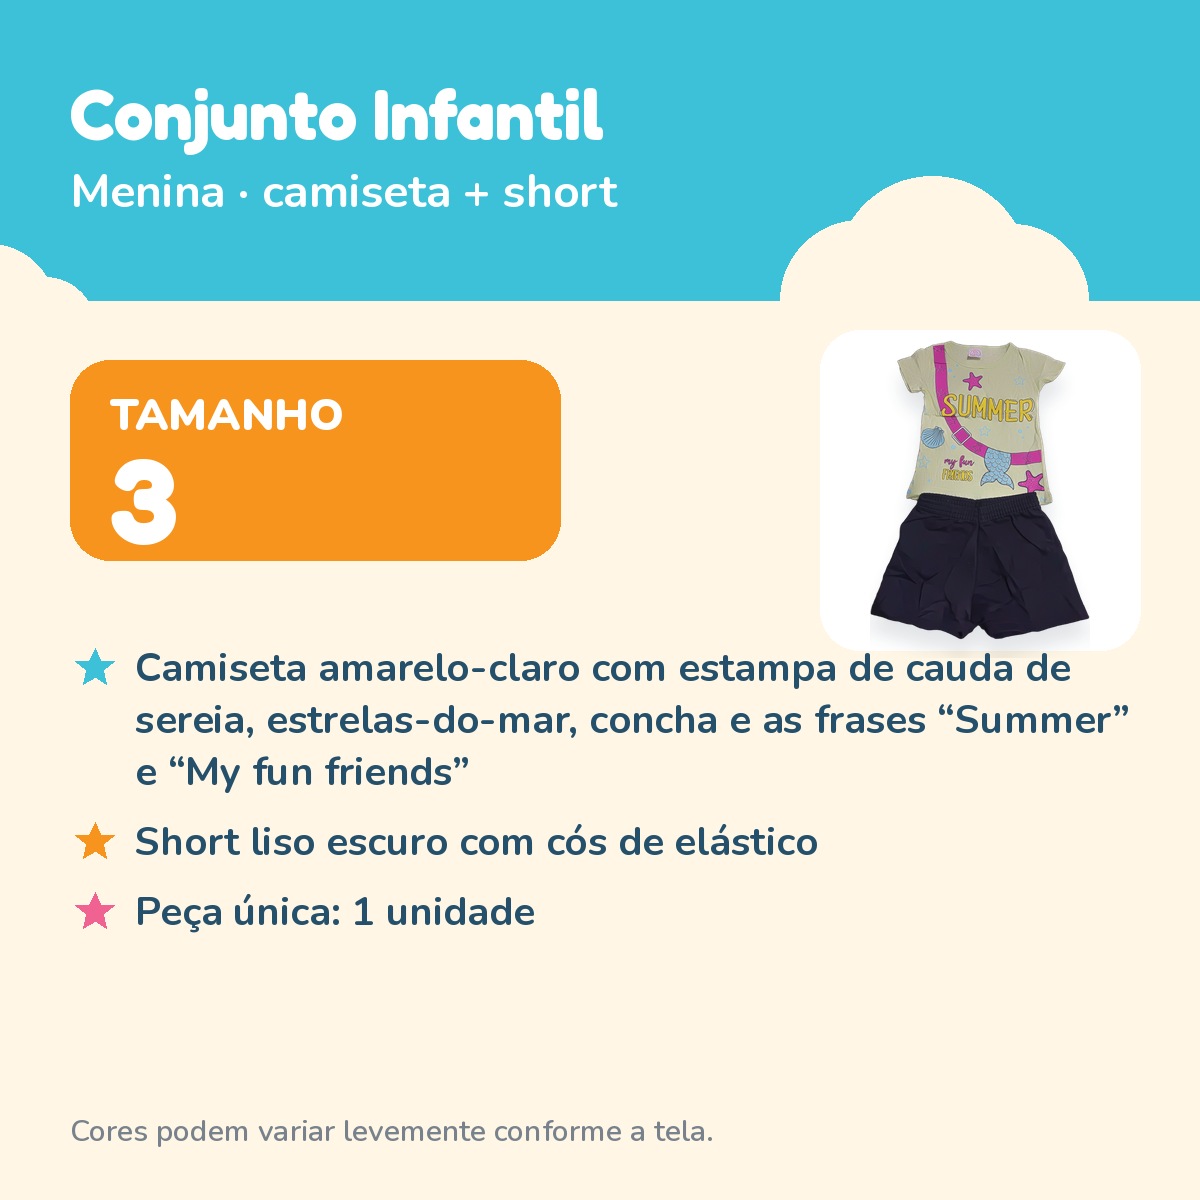 Conjunto Infantil
Menina · camiseta + short
TAMANHO
3
SUMMER
my fun
FRIENDS
Camiseta amarelo-claro com estampa de cauda de
sereia, estrelas-do-mar, concha e as frases “Summer”
e “My fun friends”
Short liso escuro com cós de elástico
Peça única: 1 unidade
Cores podem variar levemente conforme a tela.